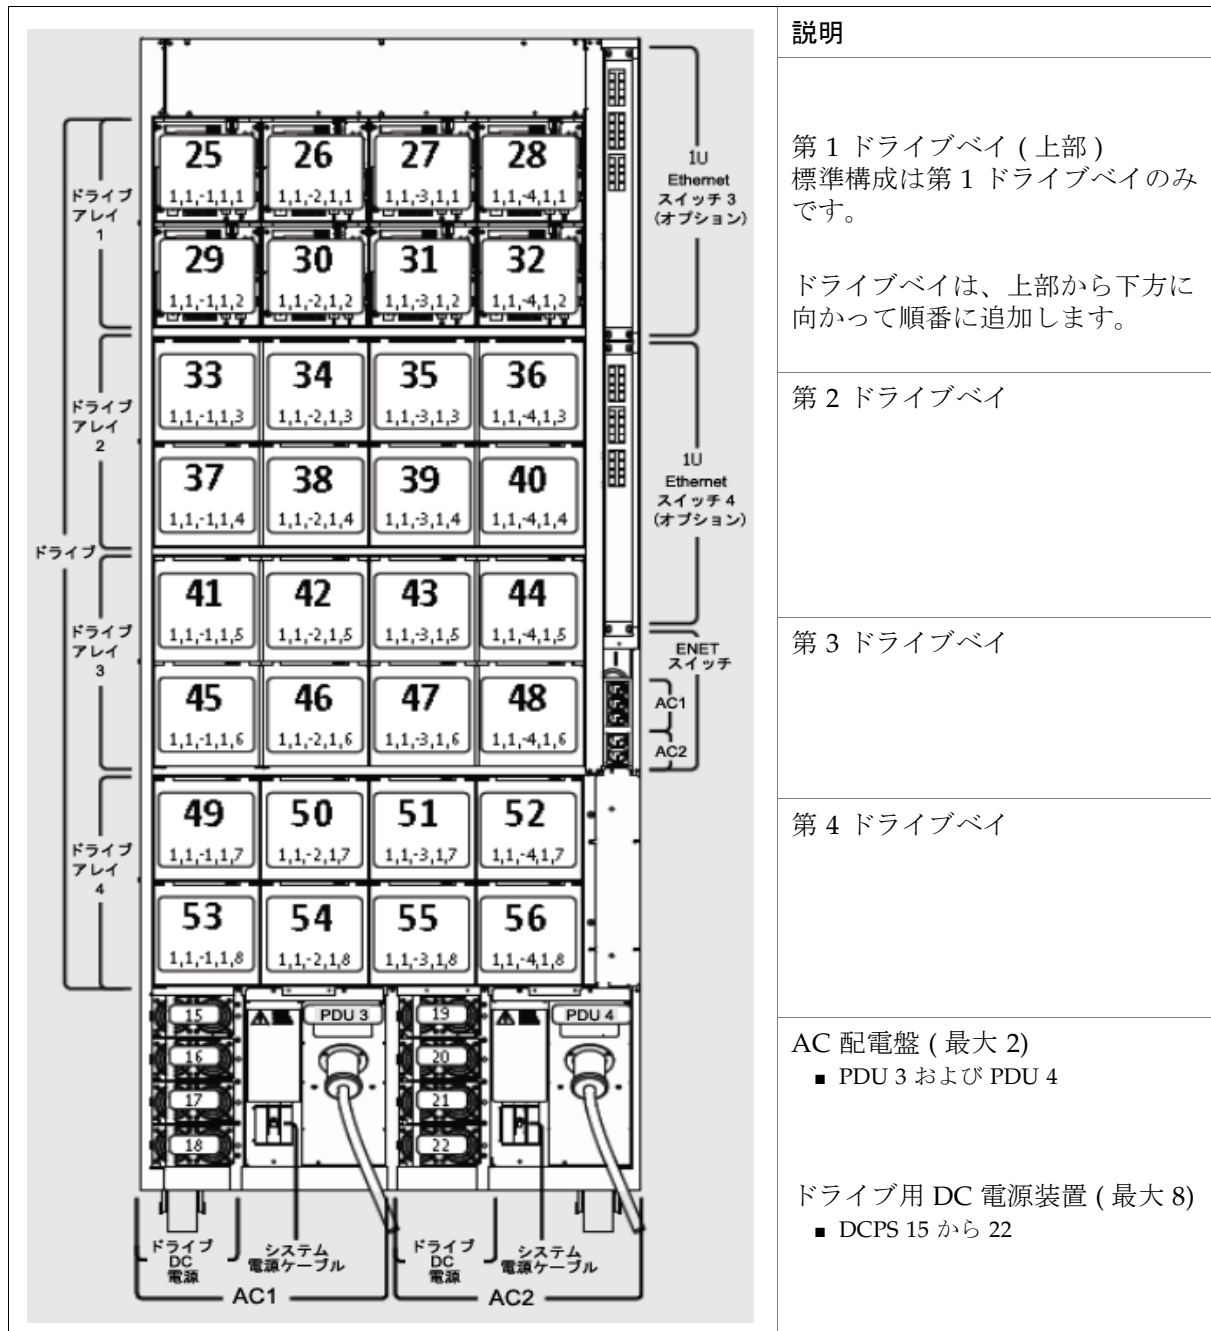 25 26 27 28
1,1,-1,1,1 1,1,-2,1,1 1,1,-3,1,1 1,1,-4,1,1
29 30 31 32
1,1,-1,1,2 1,1,-2,1,2 1,1,-3,1,2 1,1,-4,1,2
ドライブ
アレイ
1
1U
Ethernet
スイッチ 3
(オプション)
33 34 35 36
1,1,-1,1,3 1,1,-2,1,3 1,1,-3,1,3 1,1,-4,1,3
37 38 39 40
1,1,-1,1,4 1,1,-2,1,4 1,1,-3,1,4 1,1,-4,1,4
ドライブ
アレイ
2
1U
Ethernet
スイッチ 4
(オプション)
ドライブ
41 42 43 44
1,1,-1,1,5 1,1,-2,1,5 1,1,-3,1,5 1,1,-4,1,5
45 46 47 48
1,1,-1,1,6 1,1,-2,1,6 1,1,-3,1,6 1,1,-4,1,6
ドライブ
アレイ
3
ENET
スイッチ
AC1
AC2
49 50 51 52
1,1,-1,1,7 1,1,-2,1,7 1,1,-3,1,7 1,1,-4,1,7
53 54 55 56
1,1,-1,1,8 1,1,-2,1,8 1,1,-3,1,8 1,1,-4,1,8
ドライブ
アレイ
4
15 PDU 3 19 PDU 4
16 20
17 21
18 22
ドライブ
DC
電源
システム
電源ケーブル
ドライブ
DC
電源
システム
電源ケーブル
AC1 AC2
説明
第 1 ドライブベイ ( 上部 )
標準構成は第 1 ドライブベイのみ
です。
ドライブベイは、上部から下方に
向かって順番に追加します。
第 2 ドライブベイ
第 3 ドライブベイ
第 4 ドライブベイ
AC 配電盤 ( 最大 2)
■ PDU 3 および PDU 4
ドライブ用 DC 電源装置 ( 最大 8)
■ DCPS 15 から 22